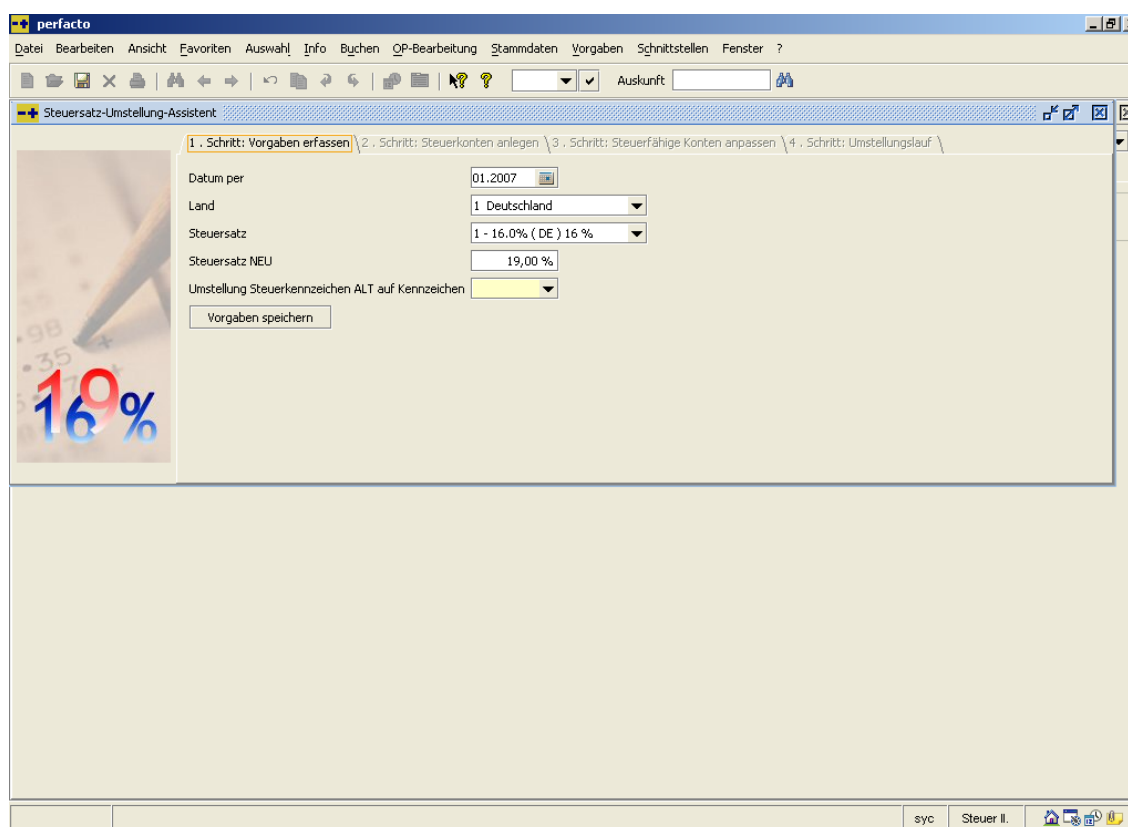 perfacto
Datei Bearbeiten Ansicht Favoriten Auswahl Info Buchen OP-Bearbeitung Stammdaten Vorgaben Schnittstellen Fenster ?
Auskunft
Steuersatz-Umstellung-Assistent
1 . Schritt: Vorgaben erfassen 2 . Schritt: Steuerkonten anlegen 3 . Schritt: Steuerfähige Konten anpassen 4 . Schritt: Umstellungslauf
Datum per 01.2007
Land 1 Deutschland
Steuersatz 1 - 16.0% ( DE ) 16 %
Steuersatz NEU 19,00 %
Umstellung Steuerkennzeichen ALT auf Kennzeichen
Vorgaben speichern
98
35
19
16 %
syc Steuer II.